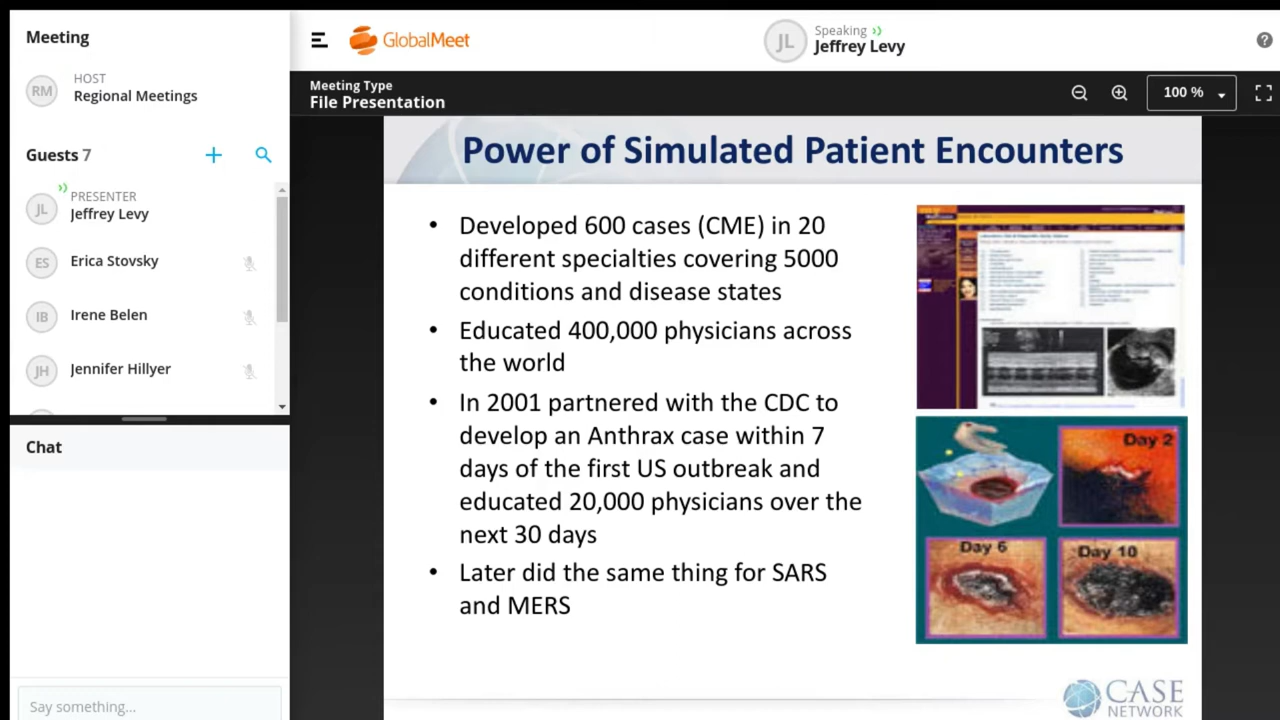 Meeting
RM
HOST
Regional Meetings
Guests 7
JL
PRESENTER
Jeffrey Levy
ES
Erica Stovsky
IB
Irene Belen
JH
Jennifer Hillyer
Chat
Say something...
GlobalMeet
JL
Speaking
Jeffrey Levy
Meeting Type
File Presentation
100 %
Power of Simulated Patient Encounters
• Developed 600 cases (CME) in 20
different specialties covering 5000
conditions and disease states
• Educated 400,000 physicians across
the world
• In 2001 partnered with the CDC to
develop an Anthrax case within 7
days of the first US outbreak and
educated 20,000 physicians over the
next 30 days
• Later did the same thing for SARS
and MERS
Day 2
Day 6
Day 10
CASE
NETWORK